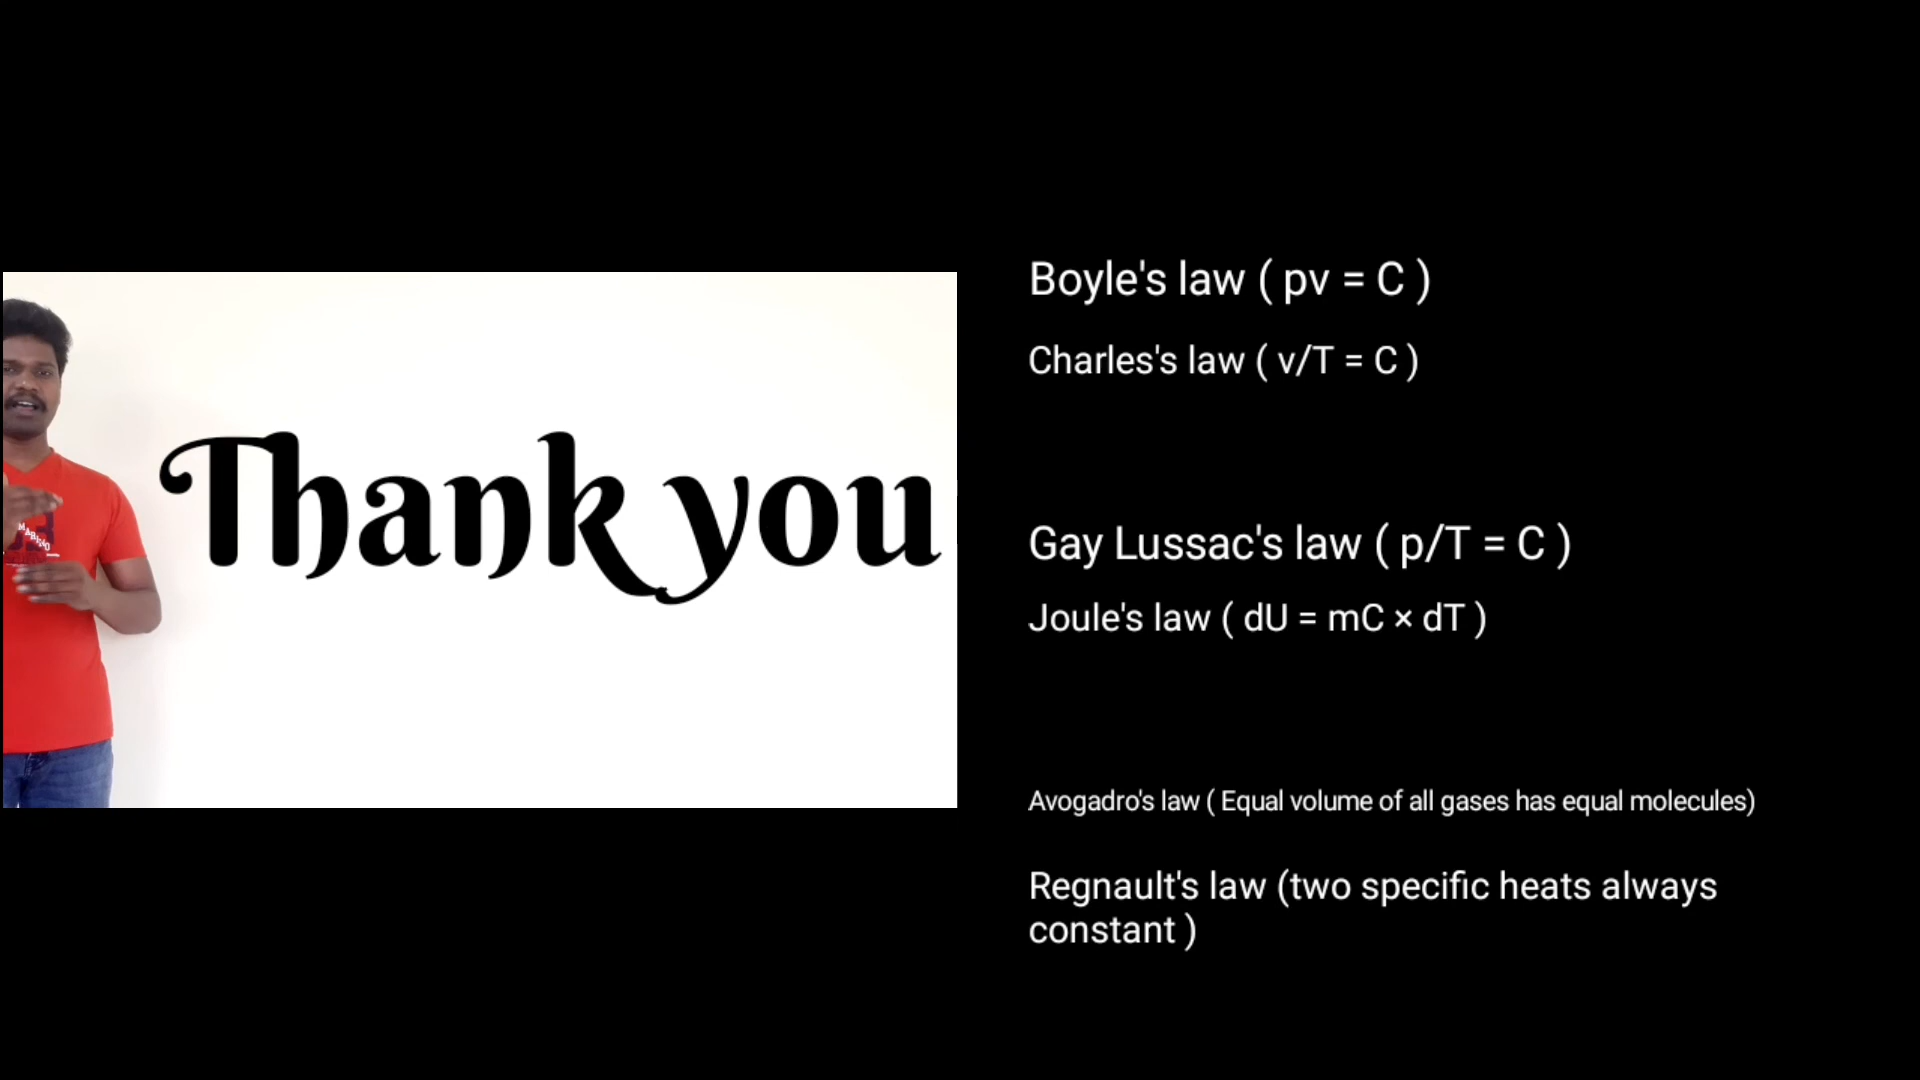 Thank you
MARINO
Boyle's law ( pv = C )
Charles's law ( v/T = C )
Gay Lussac's law ( p/T = C )
Joule's law ( dU = mC × dT )
Avogadro's law ( Equal volume of all gases has equal molecules)
Regnault's law (two specific heats always
constant )